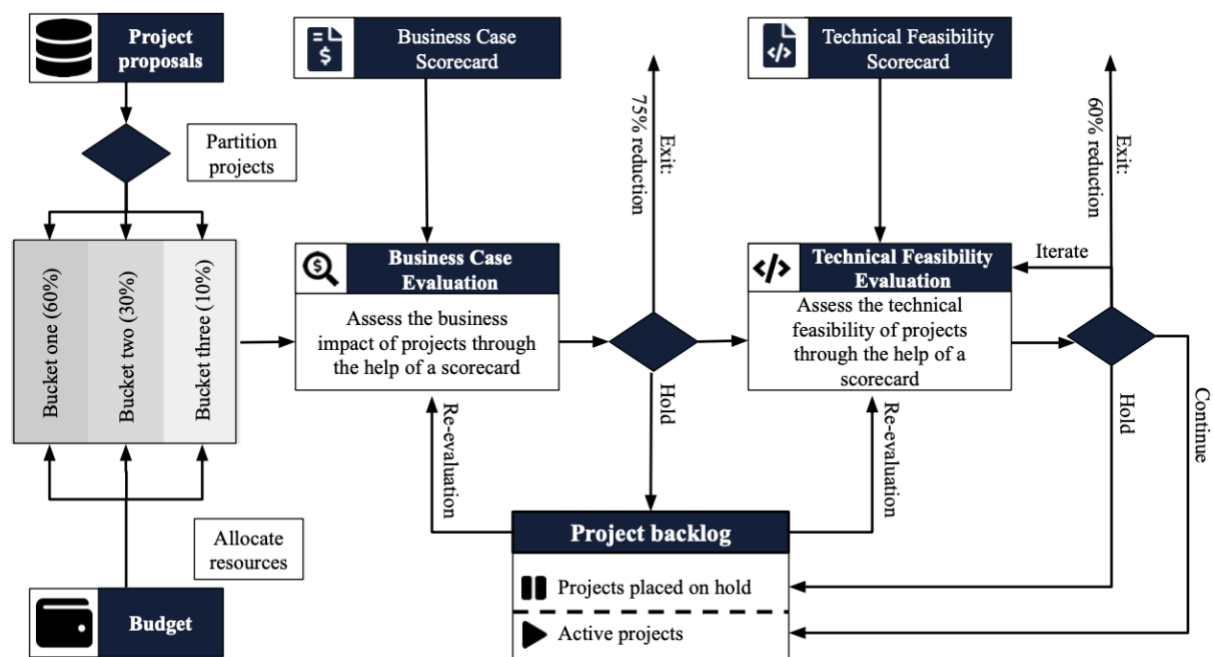 Project
proposals
Business Case
Scorecard
Technical Feasibility
Scorecard
Partition
projects
Exit:
75% reduction
Exit:
60% reduction
Bucket one (60%)
Bucket two (30%)
Bucket three (10%)
Business Case
Evaluation
Assess the business
impact of projects through
the help of a scorecard
Technical Feasibility
Evaluation
Assess the technical
feasibility of projects
through the help of a
scorecard
Iterate
Hold
Hold
Continue
Re-evaluation
Re-evaluation
Allocate
resources
Project backlog
Projects placed on hold
Active projects
Budget